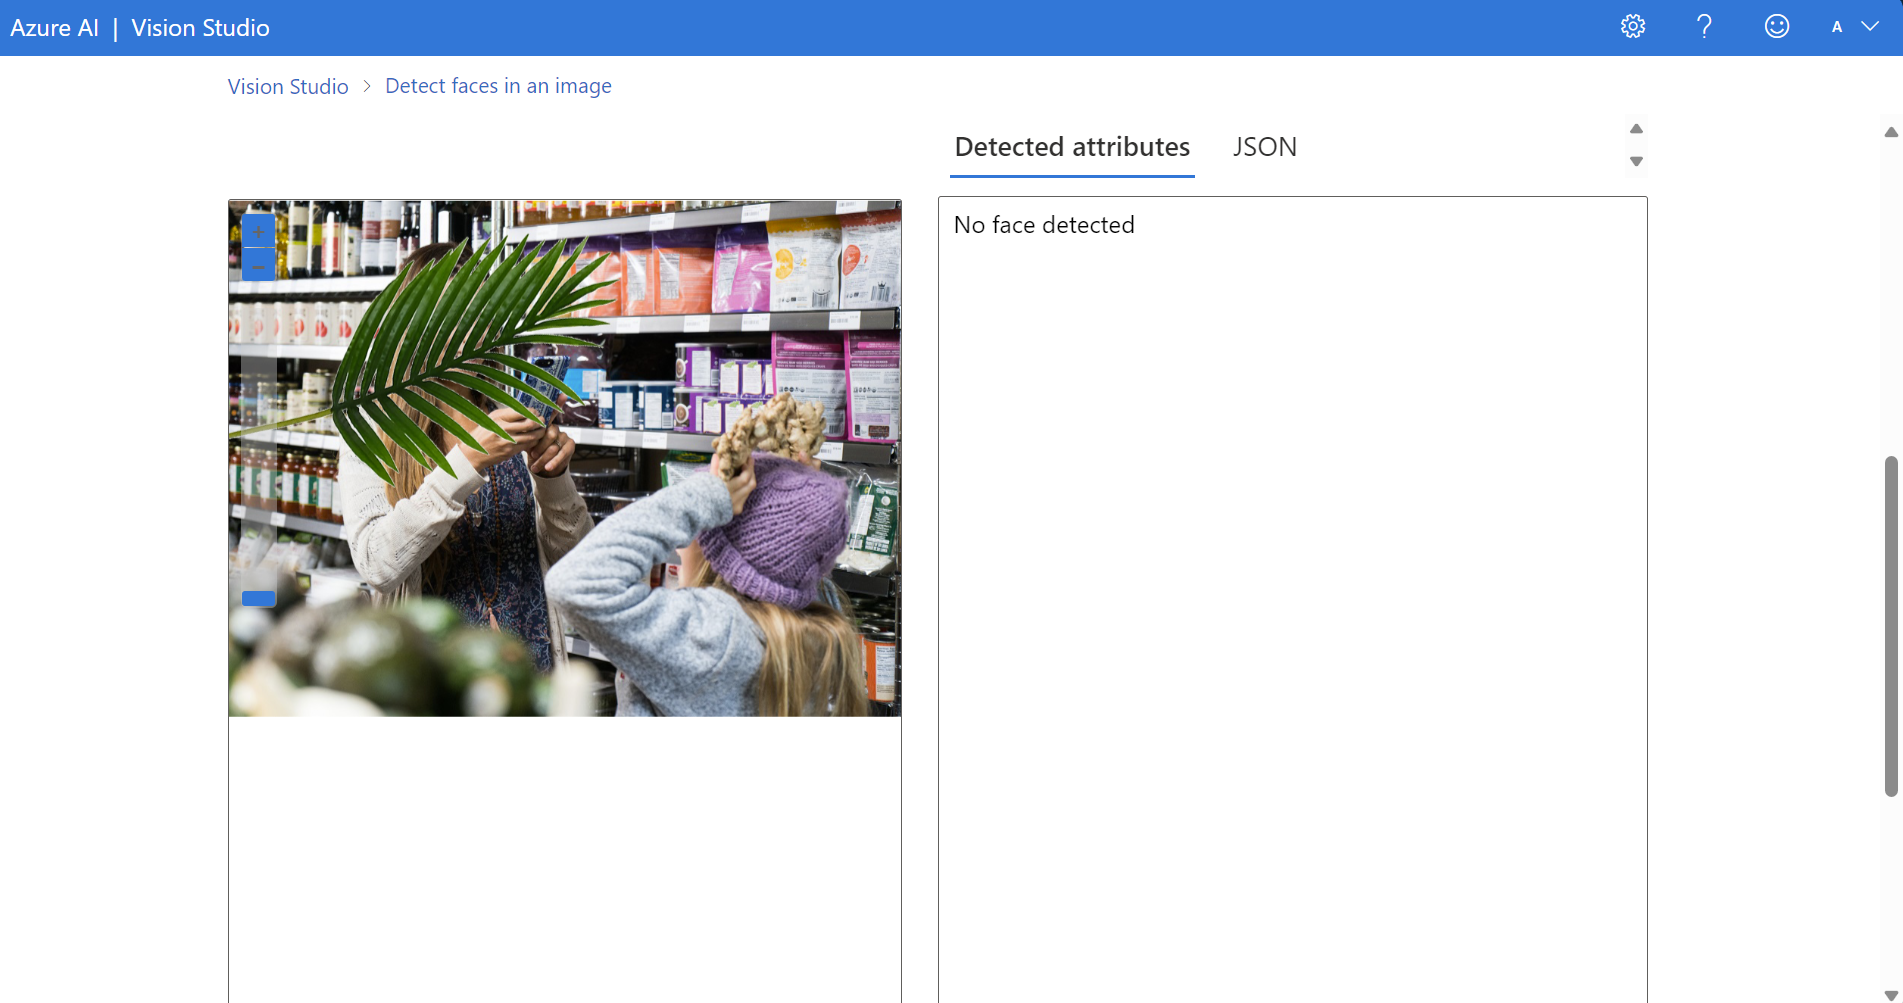 Azure AI | Vision Studio
A
Vision Studio > Detect faces in an image
Detected attributes
JSON
No face detected